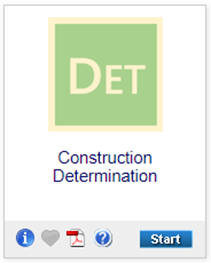 DET
Construction
Determination
Start